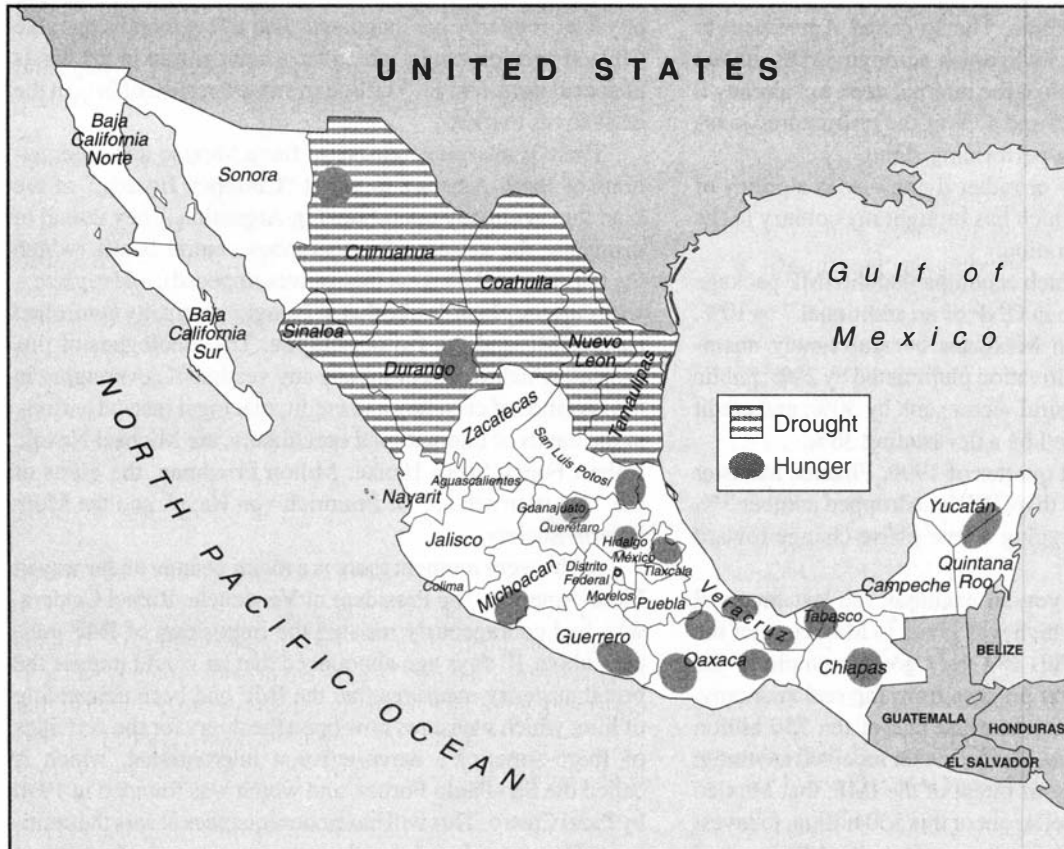 UNITED STATES
Baja
California
Norte
Sonora
Chihuahua
Coahuila
Baja
California
Sur
Sinaloa
Durango
Nuevo
León
Tamaulipas
Gulf of
Mexico
Drought
Hunger
NORTH PACIFIC OCEAN
Zacatecas
San Luis Potosí
Aguascalientes
Nayarit
Guanajuato
Querétaro
Jalisco
Hidalgo
México
Distrito
Federal
Tlaxcala
Morelos
Colima
Michoacan
Puebla
Veracruz
Guerrero
Oaxaca
Tabasco
Chiapas
Campeche
Yucatán
Quintana
Roo
BELIZE
GUATEMALA
HONDURAS
EL SALVADOR